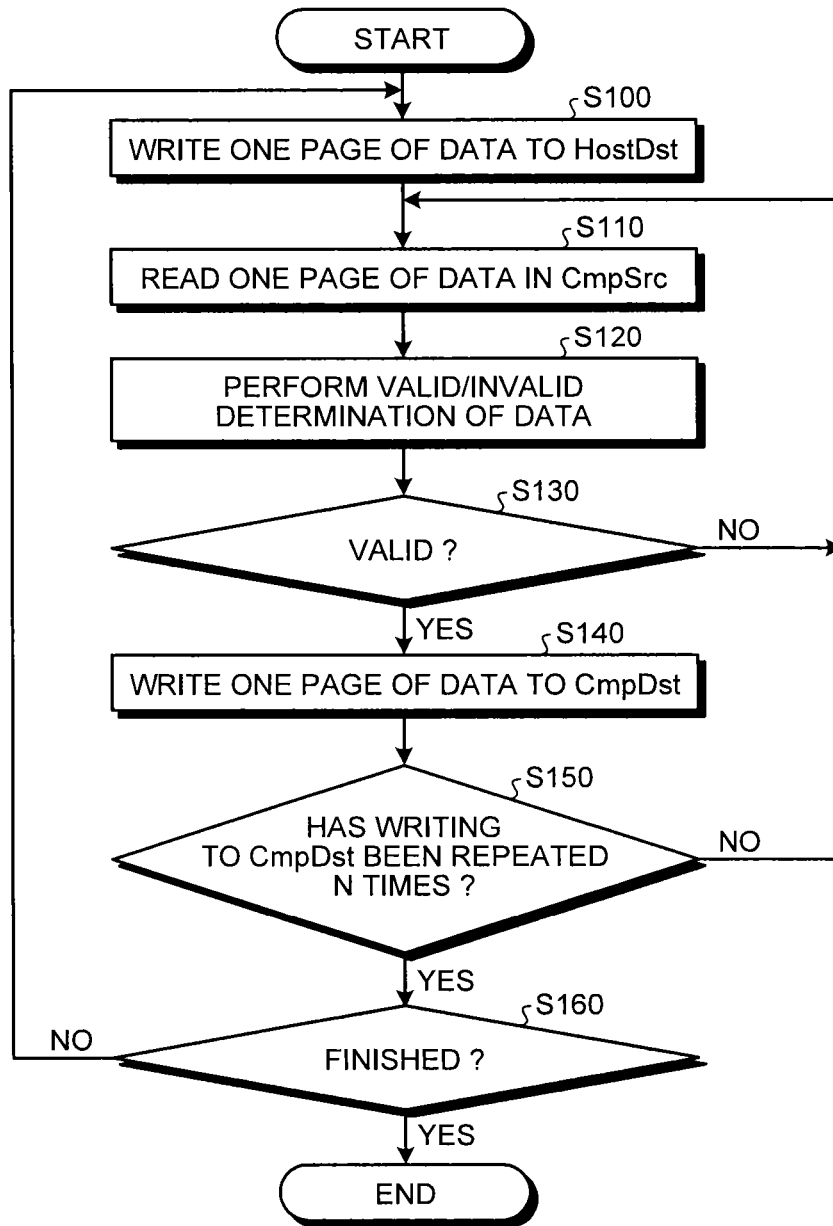 START
S100
WRITE ONE PAGE OF DATA TO HostDst
S110
READ ONE PAGE OF DATA IN CmpSrc
S120
PERFORM VALID/INVALID
DETERMINATION OF DATA
S130
VALID ?
NO
YES
S140
WRITE ONE PAGE OF DATA TO CmpDst
S150
HAS WRITING
TO CmpDst BEEN REPEATED
N TIMES ?
NO
YES
S160
NO
FINISHED ?
YES
END